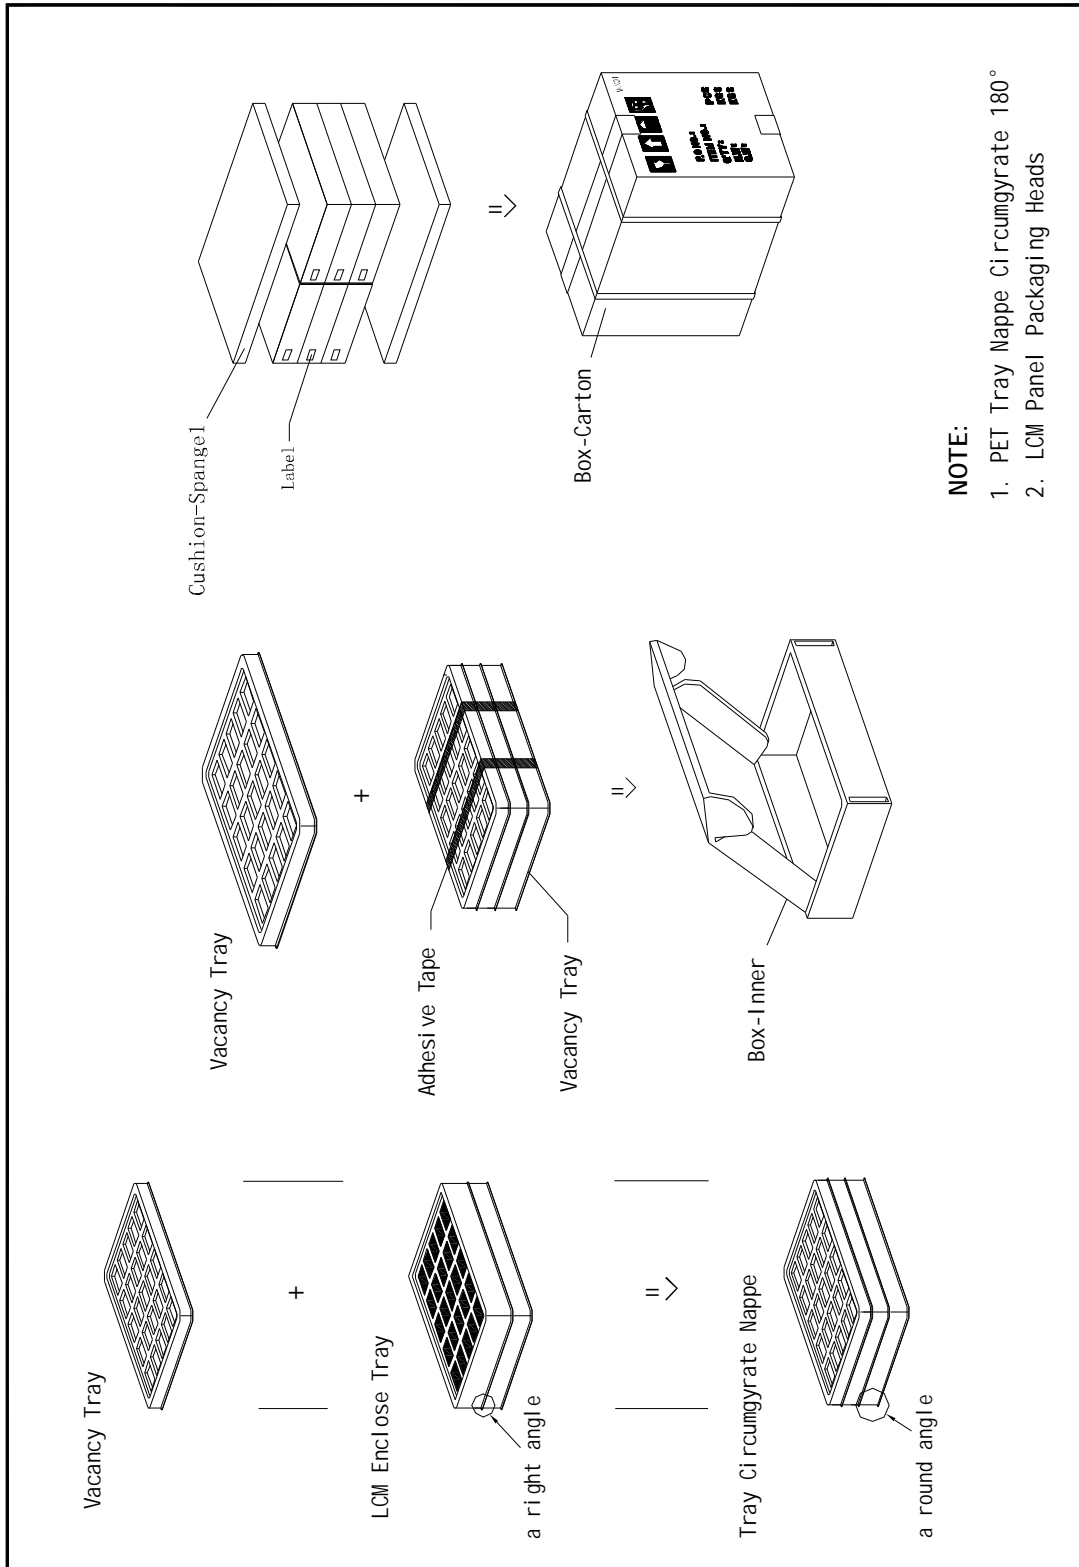 Vacancy Tray
+
LCM Enclose Tray
a right angle
=>
Tray Circumgyrate Nappe
a round angle
Vacancy Tray
+
Adhesive Tape
Vacancy Tray
=>
Box-Inner
Cushion-Spangel
Label
=>
Box-Carton
NOTE:
1. PET Tray Nappe Circumgyrate 180°
2. LCM Panel Packaging Heads